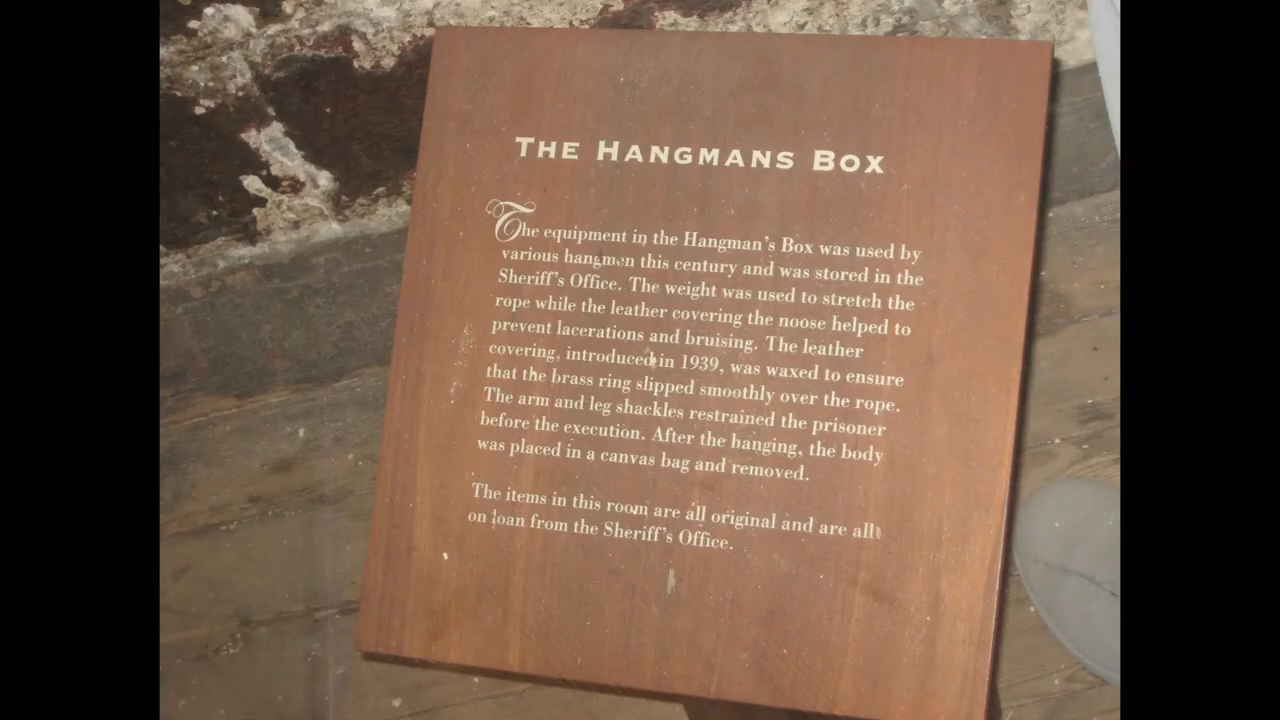 THE HANGMANS BOX
The equipment in the Hangman's Box was used by
various hangmen this century and was stored in the
Sheriff's Office. The weight was used to stretch the
rope while the leather covering the noose helped to
prevent lacerations and bruising. The leather
covering, introduced in 1939, was waxed to ensure
that the brass ring slipped smoothly over the rope.
The arm and leg shackles restrained the prisoner
before the execution. After the hanging, the body
was placed in a canvas bag and removed.
The items in this room are all original and are all
on loan from the Sheriff's Office.